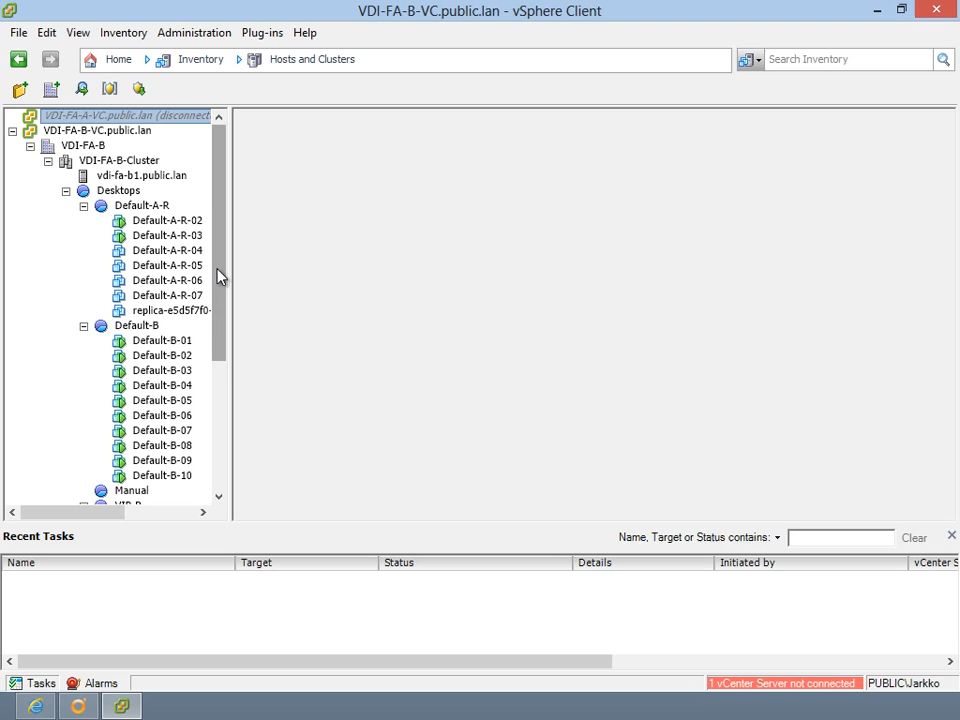 VDI-FA-B-VC.public.lan - vSphere Client
File Edit View Inventory Administration Plug-ins Help
Home Inventory Hosts and Clusters Search Inventory
VDI-FA-A-VC.public.lan (disconnect
VDI-FA-B-VC.public.lan
VDI-FA-B
VDI-FA-B-Cluster
vdi-fa-b1.public.lan
Desktops
Default-A-R
Default-A-R-02
Default-A-R-03
Default-A-R-04
Default-A-R-05
Default-A-R-06
Default-A-R-07
replica-e5d5f7f0-
Default-B
Default-B-01
Default-B-02
Default-B-03
Default-B-04
Default-B-05
Default-B-06
Default-B-07
Default-B-08
Default-B-09
Default-B-10
Manual
Recent Tasks Name, Target or Status contains: Clear
Name Target Status Details Initiated by vCenter S
Tasks Alarms 1 vCenter Server not connected PUBLIC\Jarkko